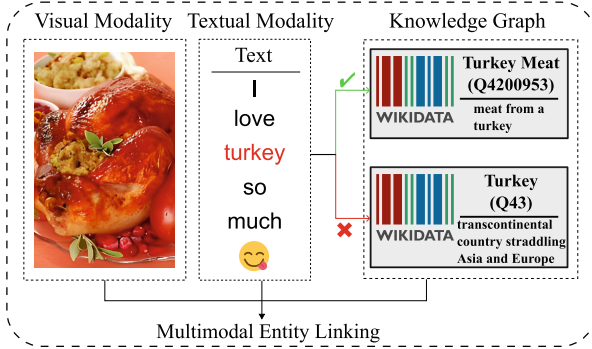 Visual Modality
Textual Modality
Knowledge Graph
Text
I
love
turkey
so
much
WIKIDATA
Turkey Meat
(Q4200953)
meat from a
turkey
WIKIDATA
Turkey
(Q43)
transcontinental
country straddling
Asia and Europe
Multimodal Entity Linking